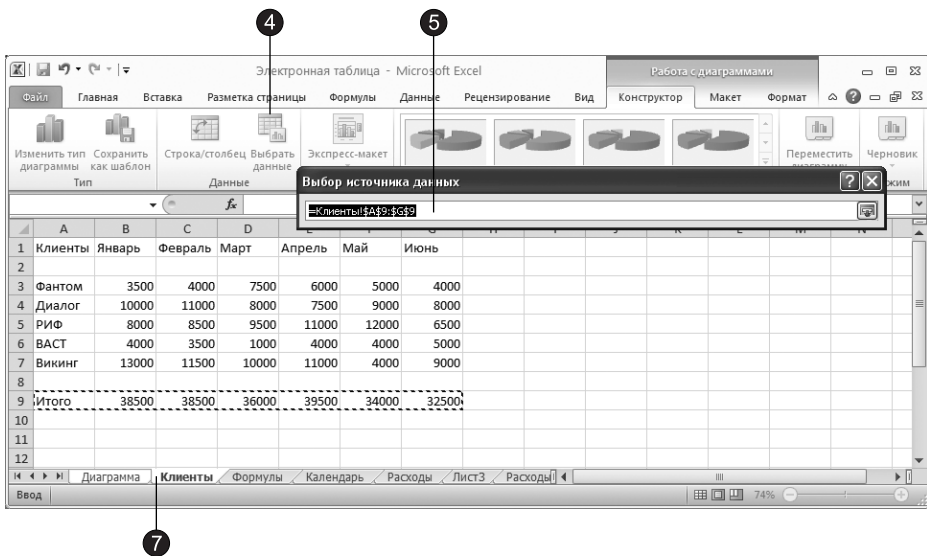 4 5
Электронная таблица - Microsoft Excel Работа с диаграммами
Файл Главная Вставка Разметка страницы Формулы Данные Рецензирование Вид Конструктор Макет Формат
Изменить тип диаграммы Сохранить как шаблон Строка/столбец Выбрать данные Экспресс-макет Переместить Черновик
Тип Данные
Выбор источника данных
=Клиенты!$A$9:$G$9
fx
A B C D
1 Клиенты Январь Февраль Март Апрель Май Июнь
2
3 Фантом 3500 4000 7500 6000 5000 4000
4 Диалог 10000 11000 8000 7500 9000 8000
5 РИФ 8000 8500 9500 11000 12000 6500
6 ВАСТ 4000 3500 1000 4000 4000 5000
7 Викинг 13000 11500 10000 11000 4000 9000
8
9 Итого 38500 38500 36000 39500 34000 32500
10
11
12
Диаграмма Клиенты Формулы Календарь Расходы Лист3 Расходы
Ввод 74%
7